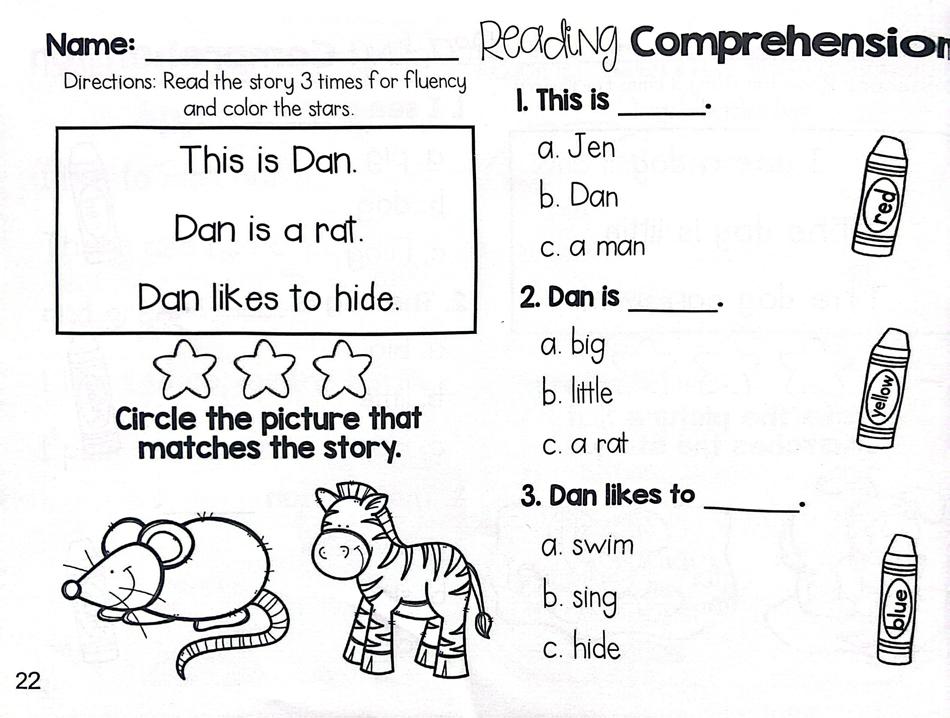 Name:
Directions: Read the story 3 times for fluency
and color the stars.
This is Dan.
Dan is a rat.
Dan likes to hide.
Circle the picture that
matches the story.
22
Reading Comprehension
1. This is ______.
a. Jen
b. Dan
c. a man
red
2. Dan is ______.
a. big
b. little
c. a rat
yellow
3. Dan likes to ______.
a. swim
b. sing
c. hide
blue